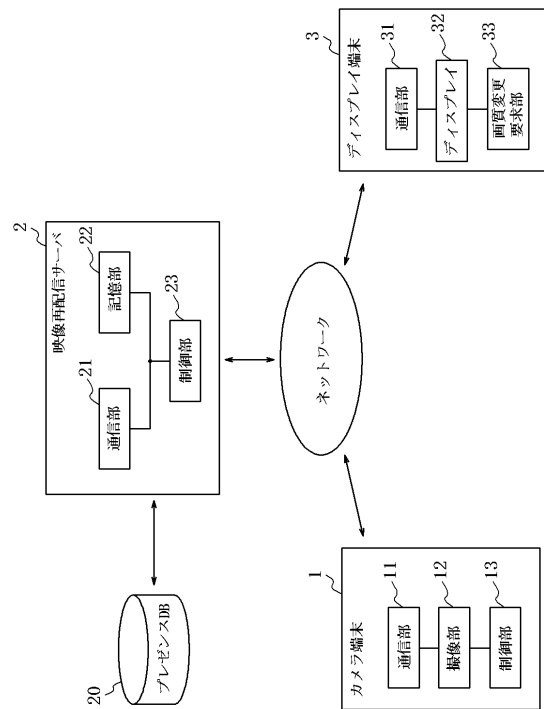 2
映像再配信サーバ
21
通信部
22
記憶部
23
制御部
20
プレゼンスDB
ネットワーク
1
カメラ端末
11
通信部
12
撮像部
13
制御部
3
ディスプレイ端末
31
通信部
32
ディスプレイ
33
画質変更
要求部